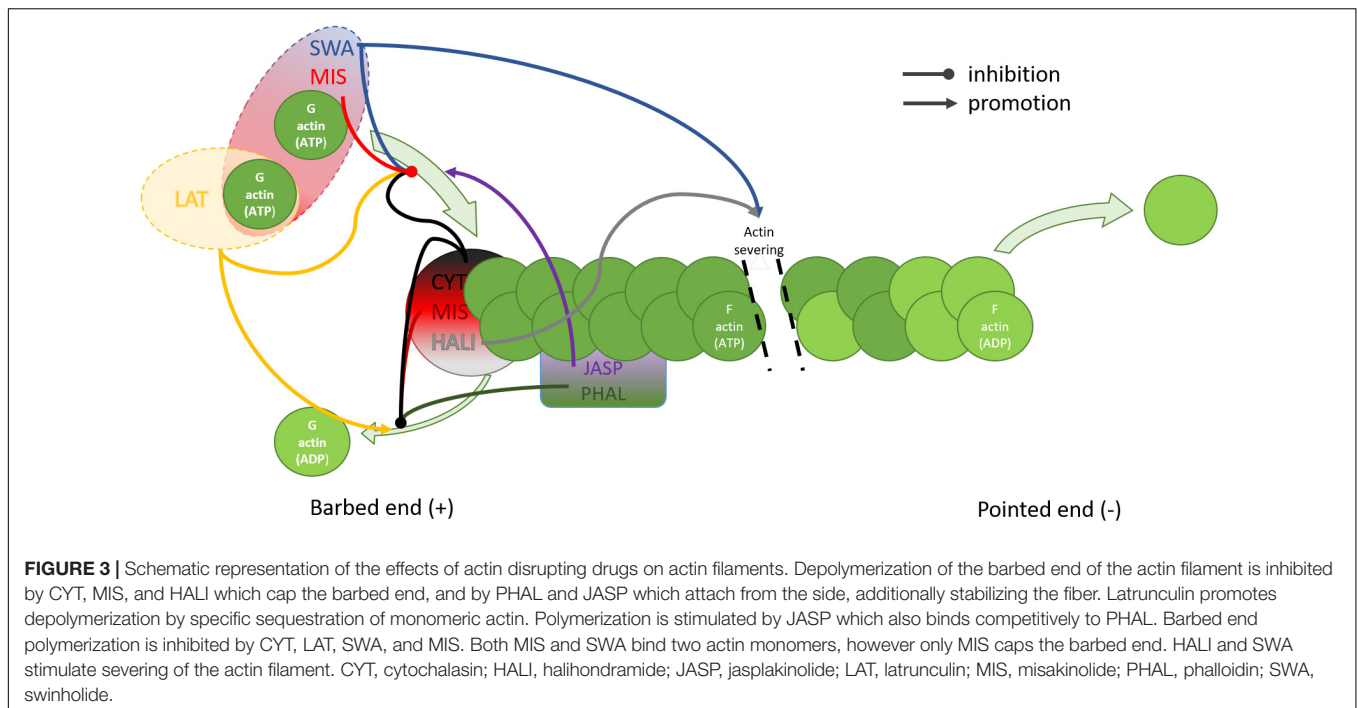 SWA
MIS
G
actin
(ATP)
LAT
G
actin
(ATP)
inhibition
promotion
Actin
severing
CYT
MIS
HALI
F
actin
(ATP)
F
actin
(ADP)
JASP
PHAL
G
actin
(ADP)
Barbed end (+)
Pointed end (-)
FIGURE 3 | Schematic representation of the effects of actin disrupting drugs on actin filaments. Depolymerization of the barbed end of the actin filament is inhibited
by CYT, MIS, and HALI which cap the barbed end, and by PHAL and JASP which attach from the side, additionally stabilizing the fiber. Latrunculin promotes
depolymerization by specific sequestration of monomeric actin. Polymerization is stimulated by JASP which also binds competitively to PHAL. Barbed end
polymerization is inhibited by CYT, LAT, SWA, and MIS. Both MIS and SWA bind two actin monomers, however only MIS caps the barbed end. HALI and SWA
stimulate severing of the actin filament. CYT, cytochalasin; HALI, halihondramide; JASP, jasplakinolide; LAT, latrunculin; MIS, misakinolide; PHAL, phalloidin; SWA,
swinholide.